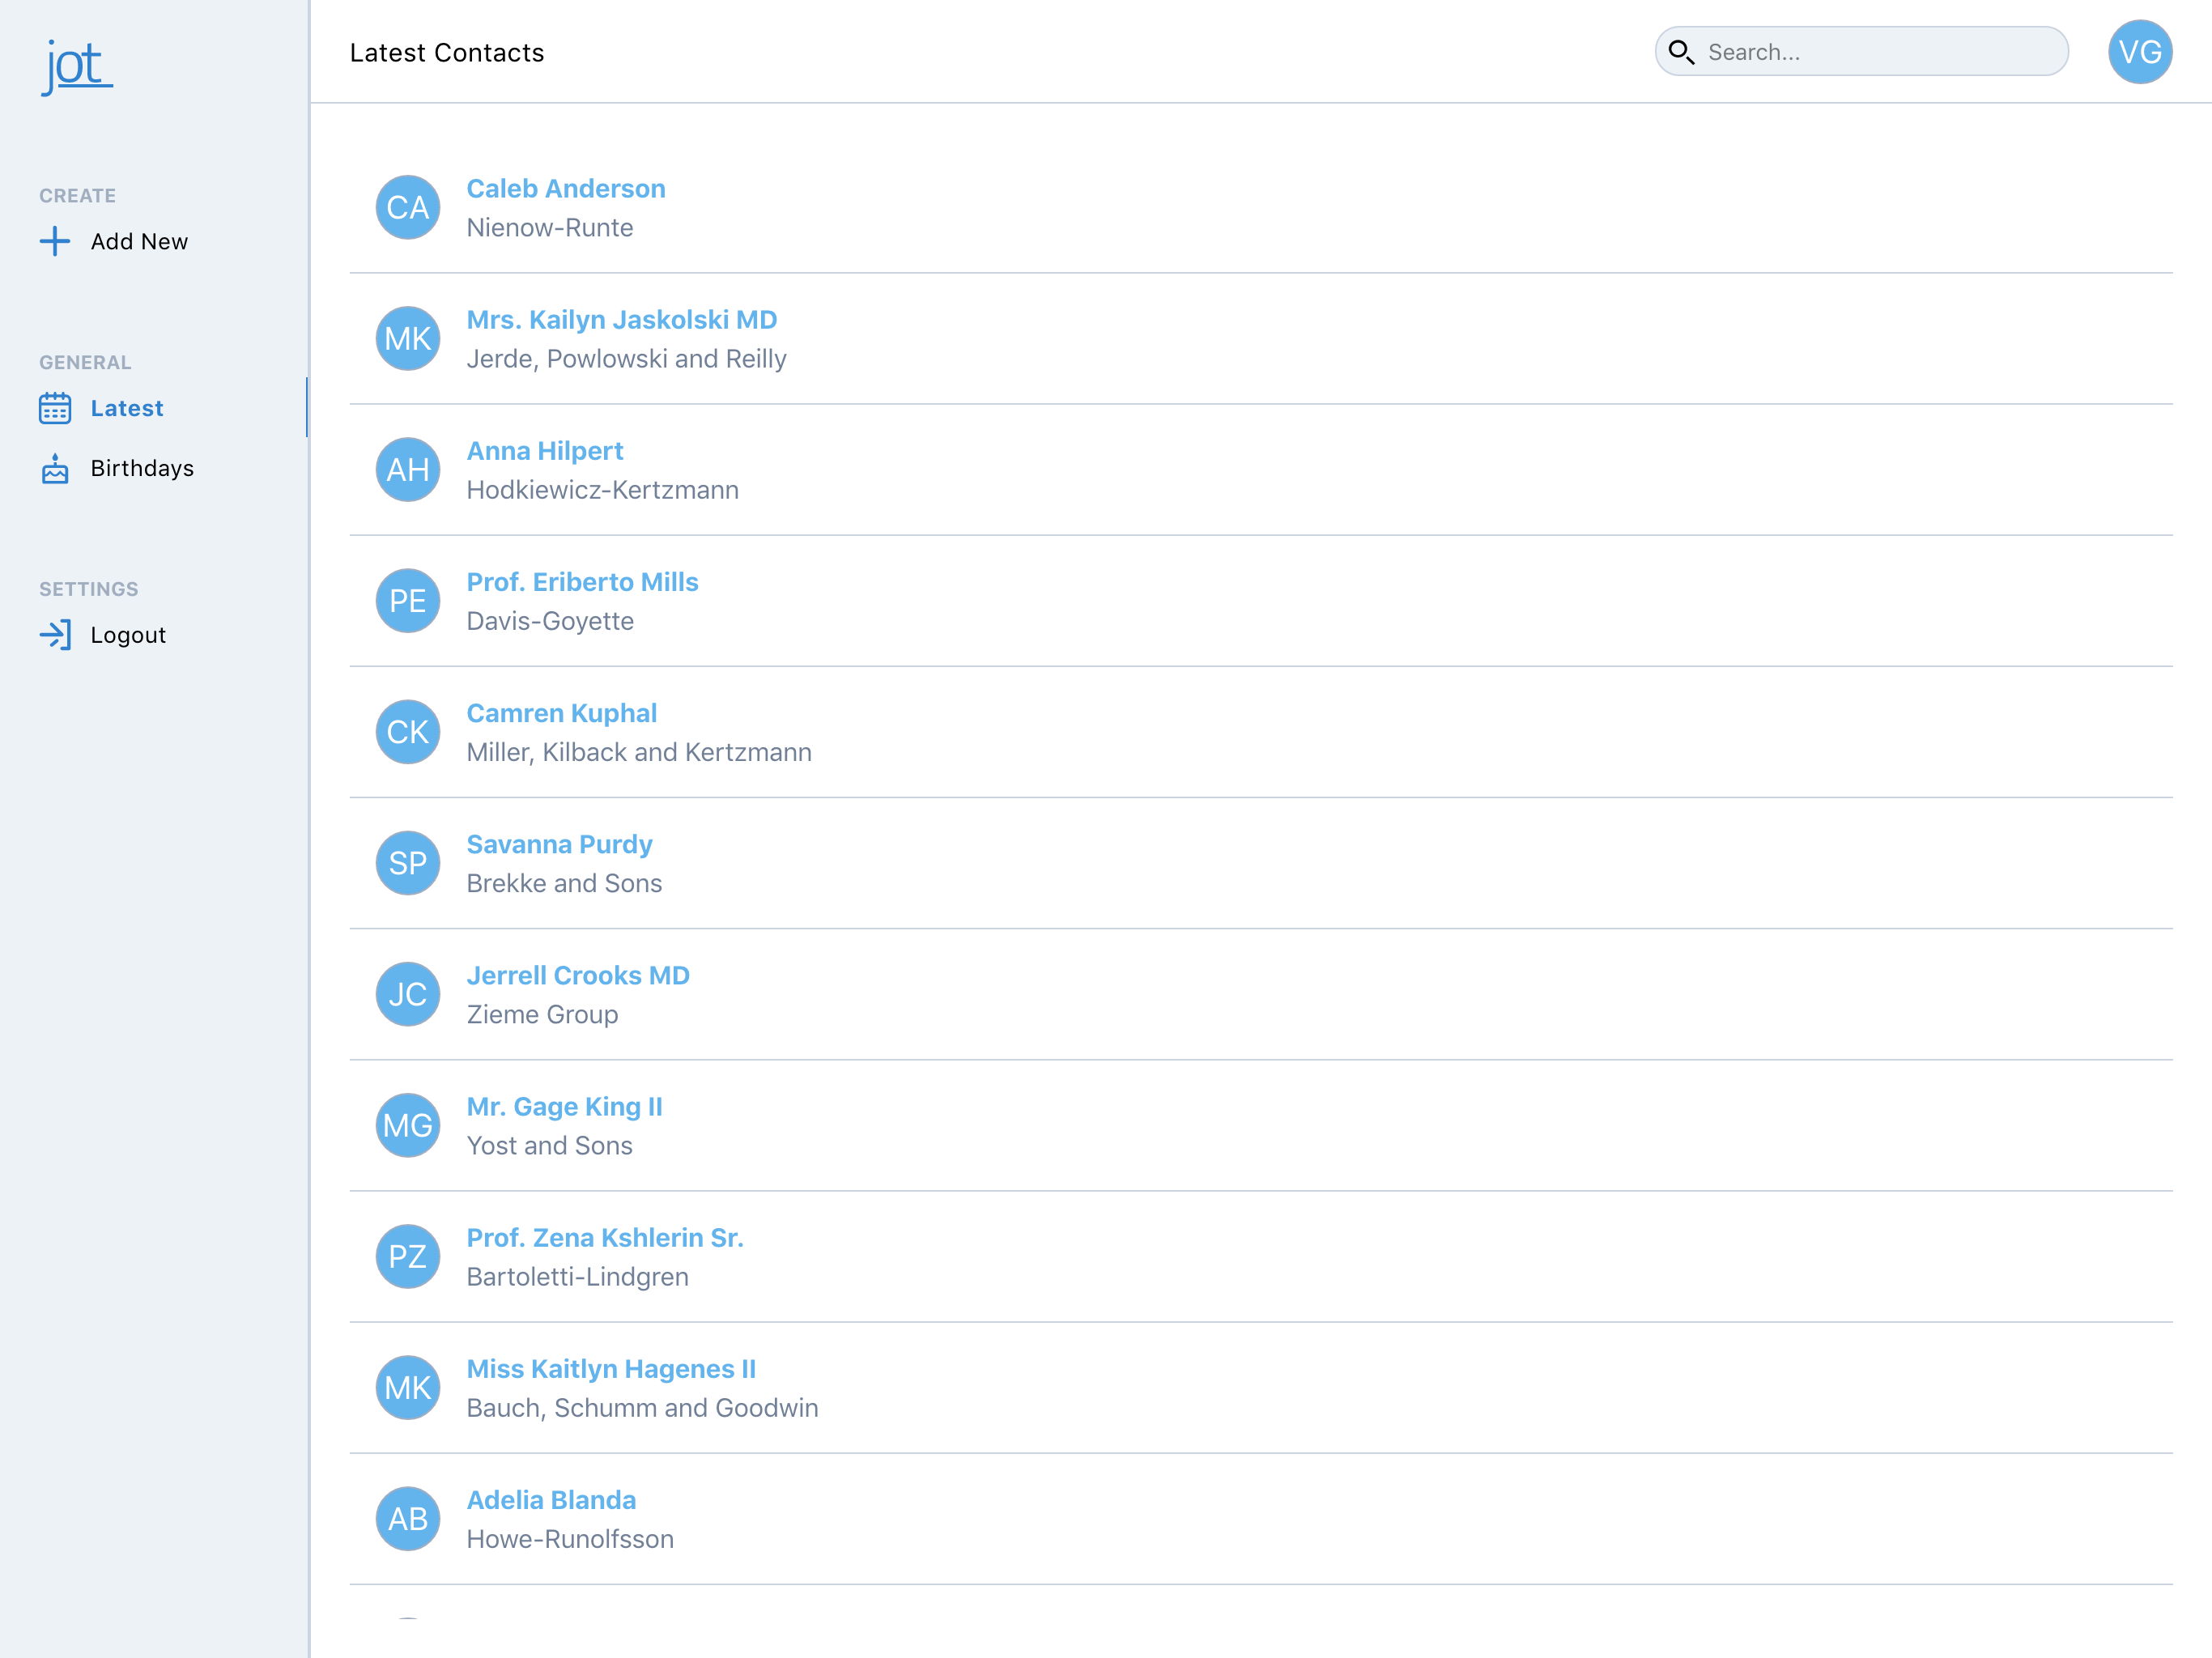 jot
CREATE
Add New
GENERAL
Latest
Birthdays
SETTINGS
Logout
Latest Contacts
Search...
VG
CA
Caleb Anderson
Nienow-Runte
MK
Mrs. Kailyn Jaskolski MD
Jerde, Powlowski and Reilly
AH
Anna Hilpert
Hodkiewicz-Kertzmann
PE
Prof. Eriberto Mills
Davis-Goyette
CK
Camren Kuphal
Miller, Kilback and Kertzmann
SP
Savanna Purdy
Brekke and Sons
JC
Jerrell Crooks MD
Zieme Group
MG
Mr. Gage King II
Yost and Sons
PZ
Prof. Zena Kshlerin Sr.
Bartoletti-Lindgren
MK
Miss Kaitlyn Hagenes II
Bauch, Schumm and Goodwin
AB
Adelia Blanda
Howe-Runolfsson